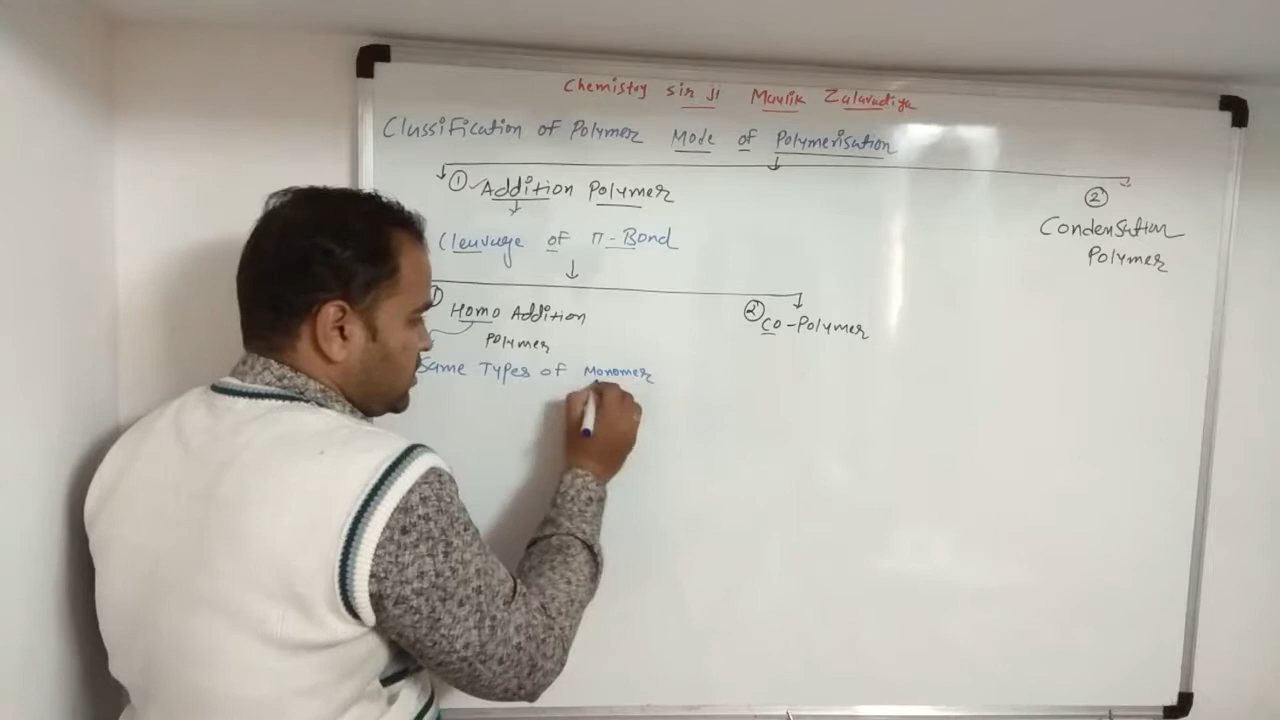 Chemistry sir ji Maulik Zalavadiya
Classification of Polymer Mode of Polymerisation
① Addition Polymer
② Condensation Polymer
Cleavage of π-Bond
① Homo Addition Polymer
② Co-Polymer
Same Types of Monomer